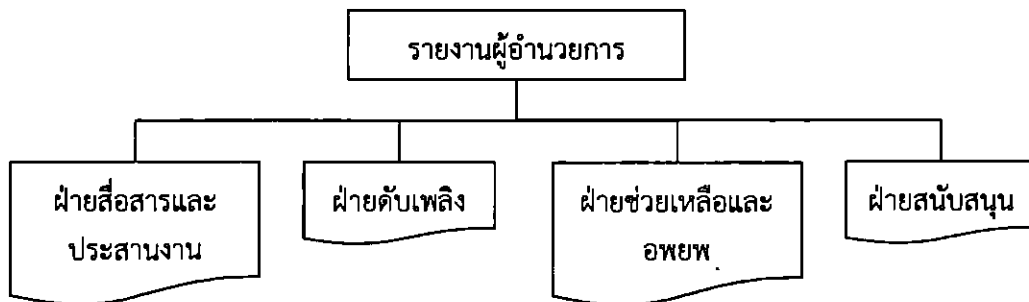 รายงานผู้อำนวยการ
ฝ่ายสื่อสารและ
ประสานงาน
ฝ่ายดับเพลิง
ฝ่ายช่วยเหลือและ
อพยพ
ฝ่ายสนับสนุน